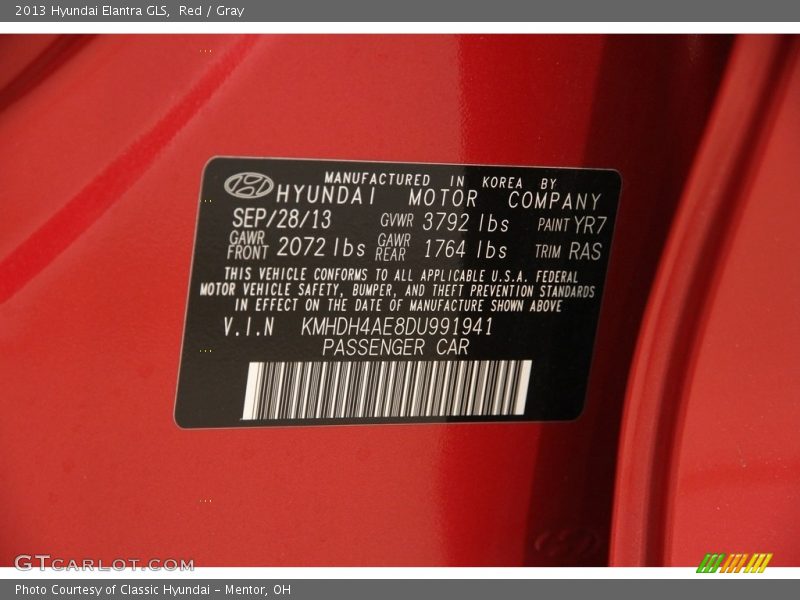 2013 Hyundai Elantra GLS, Red / Gray
MANUFACTURED IN KOREA BY
HYUNDAI MOTOR COMPANY
SEP/28/13 GVWR 3792 lbs PAINT YR7
GAWR FRONT 2072 lbs GAWR REAR 1764 lbs TRIM RAS
THIS VEHICLE CONFORMS TO ALL APPLICABLE U.S.A. FEDERAL
MOTOR VEHICLE SAFETY, BUMPER, AND THEFT PREVENTION STANDARDS
IN EFFECT ON THE DATE OF MANUFACTURE SHOWN ABOVE
V.I.N KMHDH4AE8DU991941
PASSENGER CAR
GTCARLOT.COM
Photo Courtesy of Classic Hyundai - Mentor, OH